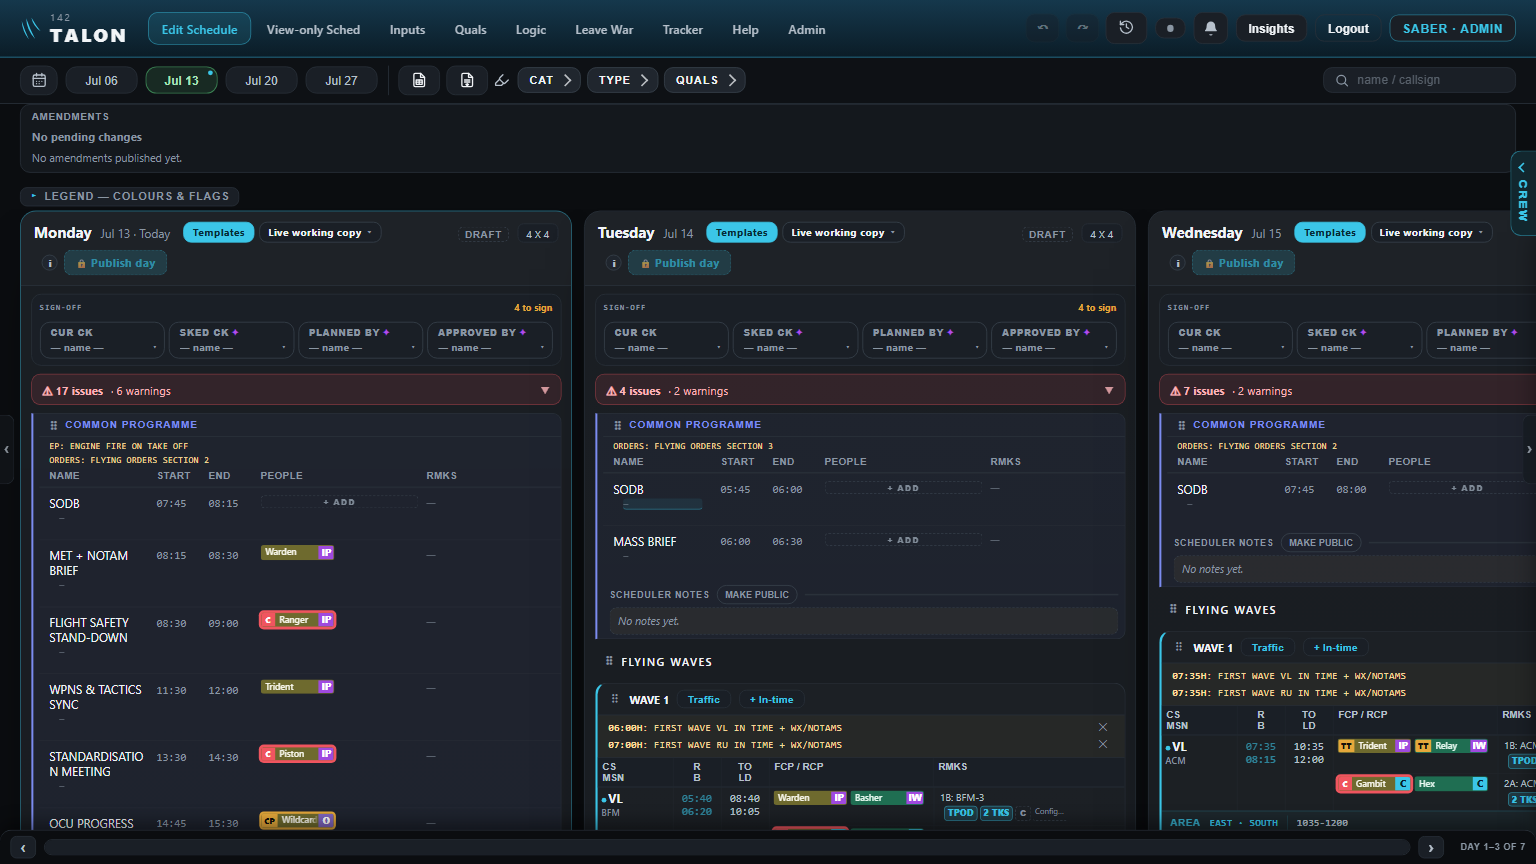 142
TALON
Edit Schedule
View-only Sched
Inputs
Quals
Logic
Leave War
Tracker
Help
Admin
Insights
Logout
SABER · ADMIN
Jul 06
Jul 13
Jul 20
Jul 27
CAT
TYPE
QUALS
name / callsign
AMENDMENTS
No pending changes
No amendments published yet.
LEGEND — COLOURS & FLAGS
CREW
Monday Jul 13 · Today Templates Live working copy DRAFT 4 X 4
i Publish day
SIGN-OFF 4 to sign
CUR CK SKED CK PLANNED BY APPROVED BY
— name — — name — — name — — name —
17 issues · 6 warnings
COMMON PROGRAMME
EP: ENGINE FIRE ON TAKE OFF
ORDERS: FLYING ORDERS SECTION 2
NAME START END PEOPLE RMKS
SODB 07:45 08:15 + ADD —
—
MET + NOTAM BRIEF 08:15 08:30 Warden IP —
—
FLIGHT SAFETY STAND-DOWN 08:30 09:00 C Ranger IP —
—
WPNS & TACTICS SYNC 11:30 12:00 Trident IP —
—
STANDARDISATIO
N MEETING 13:30 14:30 C Piston IP —
—
OCU PROGRESS 14:45 15:30 CP Wildcard O —
Tuesday Jul 14 Templates Live working copy DRAFT 4 X 4
i Publish day
SIGN-OFF 4 to sign
CUR CK SKED CK PLANNED BY APPROVED BY
— name — — name — — name — — name —
4 issues · 2 warnings
COMMON PROGRAMME
ORDERS: FLYING ORDERS SECTION 3
NAME START END PEOPLE RMKS
SODB 05:45 06:00 + ADD —
—
MASS BRIEF 06:00 06:30 + ADD —
—
SCHEDULER NOTES MAKE PUBLIC
No notes yet.
FLYING WAVES
WAVE 1 Traffic + In-time
06:00H: FIRST WAVE VL IN TIME + WX/NOTAMS
07:00H: FIRST WAVE RU IN TIME + WX/NOTAMS
CS R TO FCP / RCP RMKS
MSN B LD
VL 05:40 08:40 Warden IP Basher IW 1B: BFM-3
BFM 06:20 10:05 TPOD 2 TKS C Config...
Wednesday Jul 15 Templates Live working copy
i Publish day
SIGN-OFF
CUR CK SKED CK PLANNED BY
— name — — name — — name —
7 issues · 2 warnings
COMMON PROGRAMME
ORDERS: FLYING ORDERS SECTION 2
NAME START END PEOPLE
SODB 07:45 08:00 + ADD
—
SCHEDULER NOTES MAKE PUBLIC
No notes yet.
FLYING WAVES
WAVE 1 Traffic + In-time
07:35H: FIRST WAVE VL IN TIME + WX/NOTAMS
07:35H: FIRST WAVE RU IN TIME + WX/NOTAMS
CS R TO FCP / RCP RMKS
MSN B LD
VL 07:35 10:35 TT Trident IP TT Relay IW 1B: ACM
ACM 08:15 12:00 TPOD
C Gambit C Hex C 2A: ACM
2 TKS
AREA EAST · SOUTH 1035-1200
DAY 1–3 OF 7